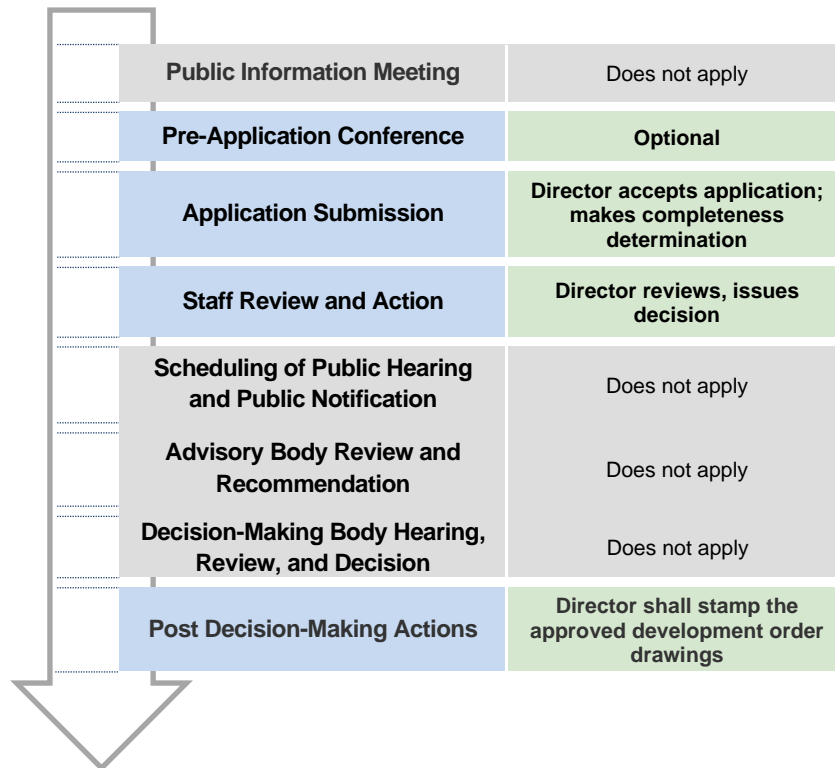 Public Information Meeting
Does not apply
Pre-Application Conference
Optional
Application Submission
Director accepts application;
makes completeness
determination
Staff Review and Action
Director reviews, issues
decision
Scheduling of Public Hearing
and Public Notification
Does not apply
Advisory Body Review and
Recommendation
Does not apply
Decision-Making Body Hearing,
Review, and Decision
Does not apply
Post Decision-Making Actions
Director shall stamp the
approved development order
drawings